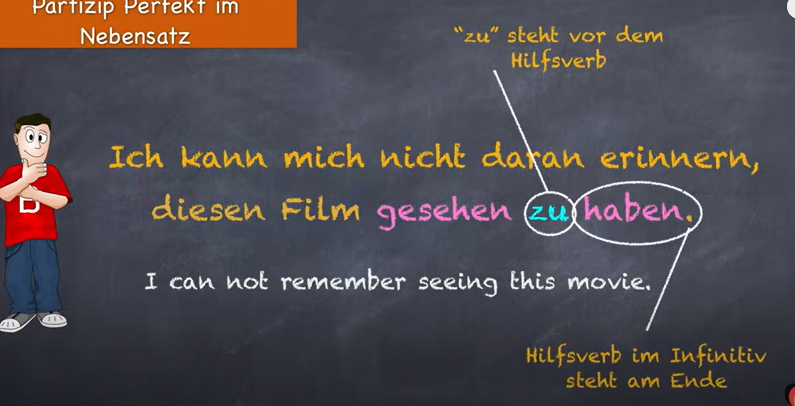 Partizip Perfekt im
Nebensatz
"zu" steht vor dem
Hilfsverb
Ich kann mich nicht daran erinnern,
diesen Film gesehen zu haben.
B
I can not remember seeing this movie.
Hilfsverb im Infinitiv
steht am Ende